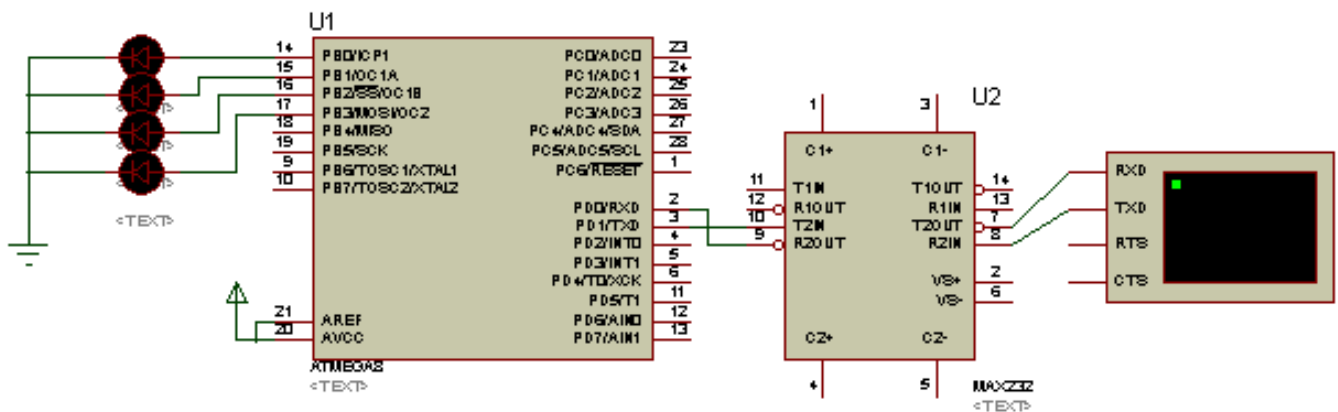 U1
14 PB0/ICP1
15 PB1/OC1A
16 PB2/SS/OC1B
17 PB3/MOSI/OC2
18 PB4/MISO
19 PB5/SCK
9 PB6/TOSC1/XTAL1
10 PB7/TOSC2/XTAL2
21 AREF
20 AVCC
PC0/ADC0 23
PC1/ADC1 24
PC2/ADC2 25
PC3/ADC3 26
PC4/ADC4/SDA 27
PC5/ADC5/SCL 28
PC6/RESET 1
PD0/RXD 2
PD1/TXD 3
PD2/INT0 4
PD3/INT1 5
PD4/T0/XCK 6
PD5/T1 11
PD6/AIN0 12
PD7/AIN1 13
ATMEGA8
<TEXT>
<TEXT>
U2
1 3
C1+ C1-
11 T1IN T1OUT 14
12 R1OUT R1IN 13
10 T2IN T2OUT 7
9 R2OUT R2IN 8
VS+ 2
VS- 6
C2+ C2-
4 5
MAX232
<TEXT>
RXD
TXD
RTS
CTS